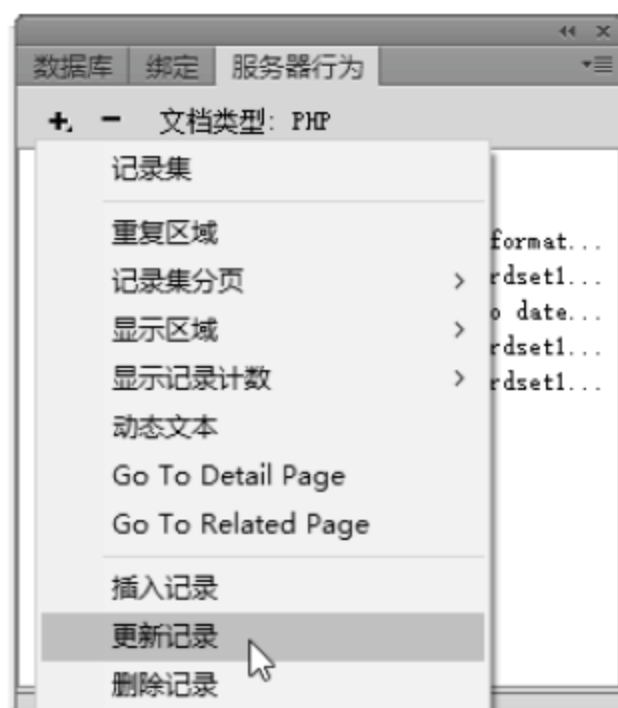 数据库 绑定 服务器行为
文档类型: PHP
记录集
重复区域
format...
记录集分页
rdset1...
o date...
显示区域
rdset1...
显示记录计数
rdset1...
动态文本
Go To Detail Page
Go To Related Page
插入记录
更新记录
删除记录